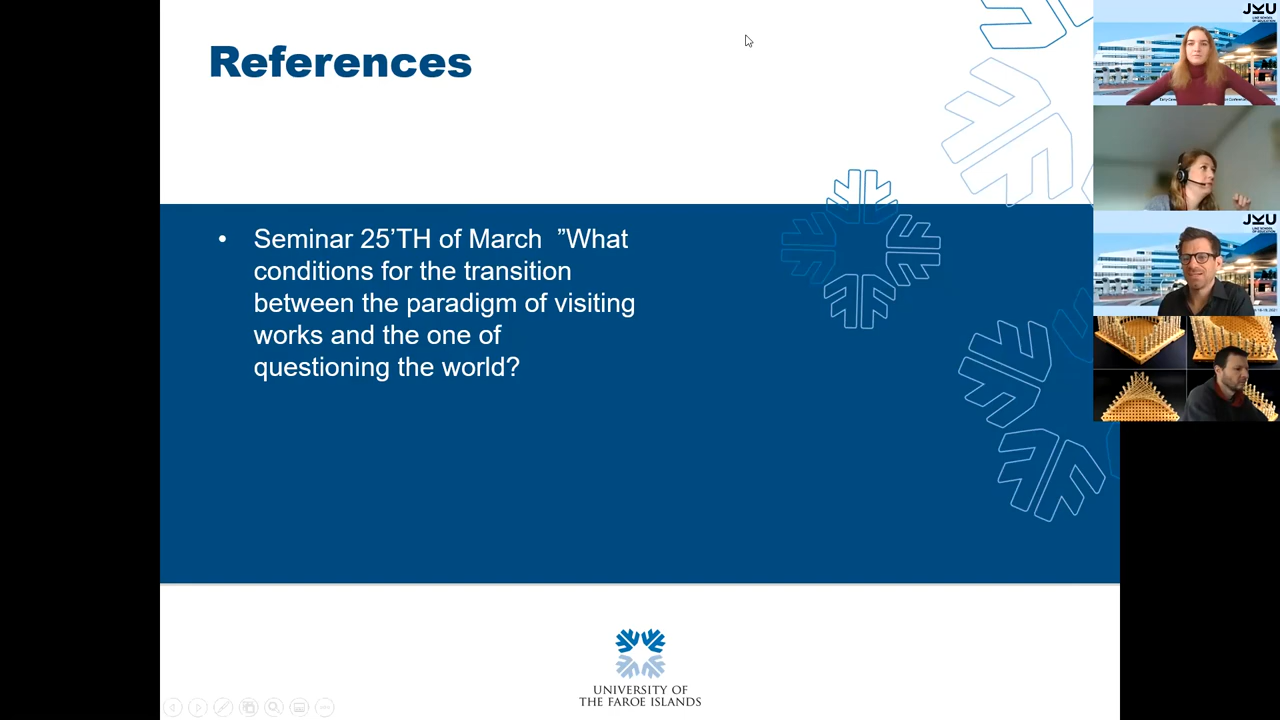 References
• Seminar 25’TH of March ”What
conditions for the transition
between the paradigm of visiting
works and the one of
questioning the world?
UNIVERSITY OF
THE FAROE ISLANDS
JKU
JKU